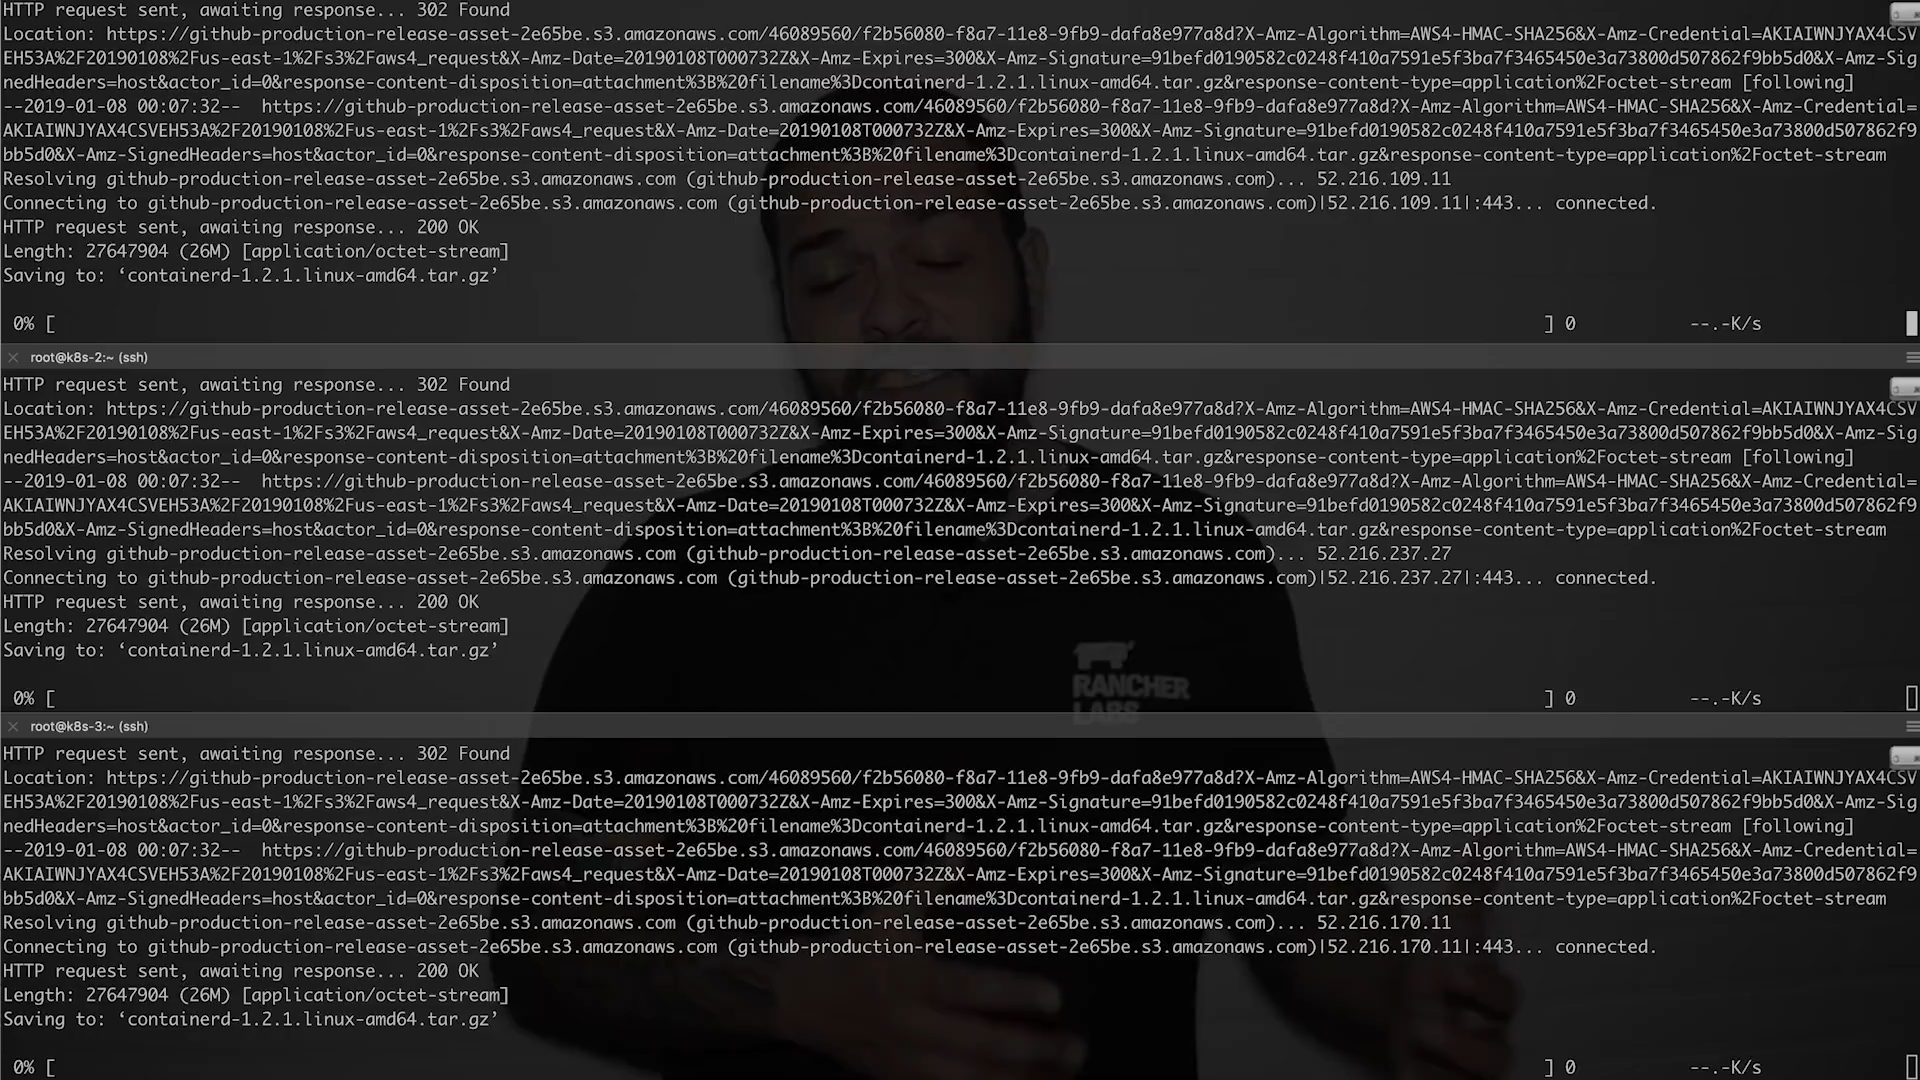 HTTP request sent, awaiting response... 302 Found
Location: https://github-production-release-asset-2e65be.s3.amazonaws.com/46089560/f2b56080-f8a7-11e8-9fb9-dafa8e977a8d?X-Amz-Algorithm=AWS4-HMAC-SHA256&X-Amz-Credential=AKIAIWNJYAX4CSV
EH53A%2F20190108%2Fus-east-1%2Fs3%2Faws4_request&X-Amz-Date=20190108T000732Z&X-Amz-Expires=300&X-Amz-Signature=91befd0190582c0248f410a7591e5f3ba7f3465450e3a73800d507862f9bb5d0&X-Amz-Sig
nedHeaders=host&actor_id=0&response-content-disposition=attachment%3B%20filename%3Dcontainerd-1.2.1.linux-amd64.tar.gz&response-content-type=application%2Foctet-stream [following]
--2019-01-08 00:07:32--  https://github-production-release-asset-2e65be.s3.amazonaws.com/46089560/f2b56080-f8a7-11e8-9fb9-dafa8e977a8d?X-Amz-Algorithm=AWS4-HMAC-SHA256&X-Amz-Credential=
AKIAIWNJYAX4CSVEH53A%2F20190108%2Fus-east-1%2Fs3%2Faws4_request&X-Amz-Date=20190108T000732Z&X-Amz-Expires=300&X-Amz-Signature=91befd0190582c0248f410a7591e5f3ba7f3465450e3a73800d507862f9
bb5d0&X-Amz-SignedHeaders=host&actor_id=0&response-content-disposition=attachment%3B%20filename%3Dcontainerd-1.2.1.linux-amd64.tar.gz&response-content-type=application%2Foctet-stream
Resolving github-production-release-asset-2e65be.s3.amazonaws.com (github-production-release-asset-2e65be.s3.amazonaws.com)... 52.216.109.11
Connecting to github-production-release-asset-2e65be.s3.amazonaws.com (github-production-release-asset-2e65be.s3.amazonaws.com)|52.216.109.11|:443... connected.
HTTP request sent, awaiting response... 200 OK
Length: 27647904 (26M) [application/octet-stream]
Saving to: ‘containerd-1.2.1.linux-amd64.tar.gz’
0% [ ] 0 --.-K/s
root@k8s-2:~ (ssh)
HTTP request sent, awaiting response... 302 Found
Location: https://github-production-release-asset-2e65be.s3.amazonaws.com/46089560/f2b56080-f8a7-11e8-9fb9-dafa8e977a8d?X-Amz-Algorithm=AWS4-HMAC-SHA256&X-Amz-Credential=AKIAIWNJYAX4CSV
EH53A%2F20190108%2Fus-east-1%2Fs3%2Faws4_request&X-Amz-Date=20190108T000732Z&X-Amz-Expires=300&X-Amz-Signature=91befd0190582c0248f410a7591e5f3ba7f3465450e3a73800d507862f9bb5d0&X-Amz-Sig
nedHeaders=host&actor_id=0&response-content-disposition=attachment%3B%20filename%3Dcontainerd-1.2.1.linux-amd64.tar.gz&response-content-type=application%2Foctet-stream [following]
--2019-01-08 00:07:32--  https://github-production-release-asset-2e65be.s3.amazonaws.com/46089560/f2b56080-f8a7-11e8-9fb9-dafa8e977a8d?X-Amz-Algorithm=AWS4-HMAC-SHA256&X-Amz-Credential=
AKIAIWNJYAX4CSVEH53A%2F20190108%2Fus-east-1%2Fs3%2Faws4_request&X-Amz-Date=20190108T000732Z&X-Amz-Expires=300&X-Amz-Signature=91befd0190582c0248f410a7591e5f3ba7f3465450e3a73800d507862f9
bb5d0&X-Amz-SignedHeaders=host&actor_id=0&response-content-disposition=attachment%3B%20filename%3Dcontainerd-1.2.1.linux-amd64.tar.gz&response-content-type=application%2Foctet-stream
Resolving github-production-release-asset-2e65be.s3.amazonaws.com (github-production-release-asset-2e65be.s3.amazonaws.com)... 52.216.237.27
Connecting to github-production-release-asset-2e65be.s3.amazonaws.com (github-production-release-asset-2e65be.s3.amazonaws.com)|52.216.237.27|:443... connected.
HTTP request sent, awaiting response... 200 OK
Length: 27647904 (26M) [application/octet-stream]
Saving to: ‘containerd-1.2.1.linux-amd64.tar.gz’
RANCHER
LABS
0% [ ] 0 --.-K/s
root@k8s-3:~ (ssh)
HTTP request sent, awaiting response... 302 Found
Location: https://github-production-release-asset-2e65be.s3.amazonaws.com/46089560/f2b56080-f8a7-11e8-9fb9-dafa8e977a8d?X-Amz-Algorithm=AWS4-HMAC-SHA256&X-Amz-Credential=AKIAIWNJYAX4CSV
EH53A%2F20190108%2Fus-east-1%2Fs3%2Faws4_request&X-Amz-Date=20190108T000732Z&X-Amz-Expires=300&X-Amz-Signature=91befd0190582c0248f410a7591e5f3ba7f3465450e3a73800d507862f9bb5d0&X-Amz-Sig
nedHeaders=host&actor_id=0&response-content-disposition=attachment%3B%20filename%3Dcontainerd-1.2.1.linux-amd64.tar.gz&response-content-type=application%2Foctet-stream [following]
--2019-01-08 00:07:32--  https://github-production-release-asset-2e65be.s3.amazonaws.com/46089560/f2b56080-f8a7-11e8-9fb9-dafa8e977a8d?X-Amz-Algorithm=AWS4-HMAC-SHA256&X-Amz-Credential=
AKIAIWNJYAX4CSVEH53A%2F20190108%2Fus-east-1%2Fs3%2Faws4_request&X-Amz-Date=20190108T000732Z&X-Amz-Expires=300&X-Amz-Signature=91befd0190582c0248f410a7591e5f3ba7f3465450e3a73800d507862f9
bb5d0&X-Amz-SignedHeaders=host&actor_id=0&response-content-disposition=attachment%3B%20filename%3Dcontainerd-1.2.1.linux-amd64.tar.gz&response-content-type=application%2Foctet-stream
Resolving github-production-release-asset-2e65be.s3.amazonaws.com (github-production-release-asset-2e65be.s3.amazonaws.com)... 52.216.170.11
Connecting to github-production-release-asset-2e65be.s3.amazonaws.com (github-production-release-asset-2e65be.s3.amazonaws.com)|52.216.170.11|:443... connected.
HTTP request sent, awaiting response... 200 OK
Length: 27647904 (26M) [application/octet-stream]
Saving to: ‘containerd-1.2.1.linux-amd64.tar.gz’
0% [ ] 0 --.-K/s